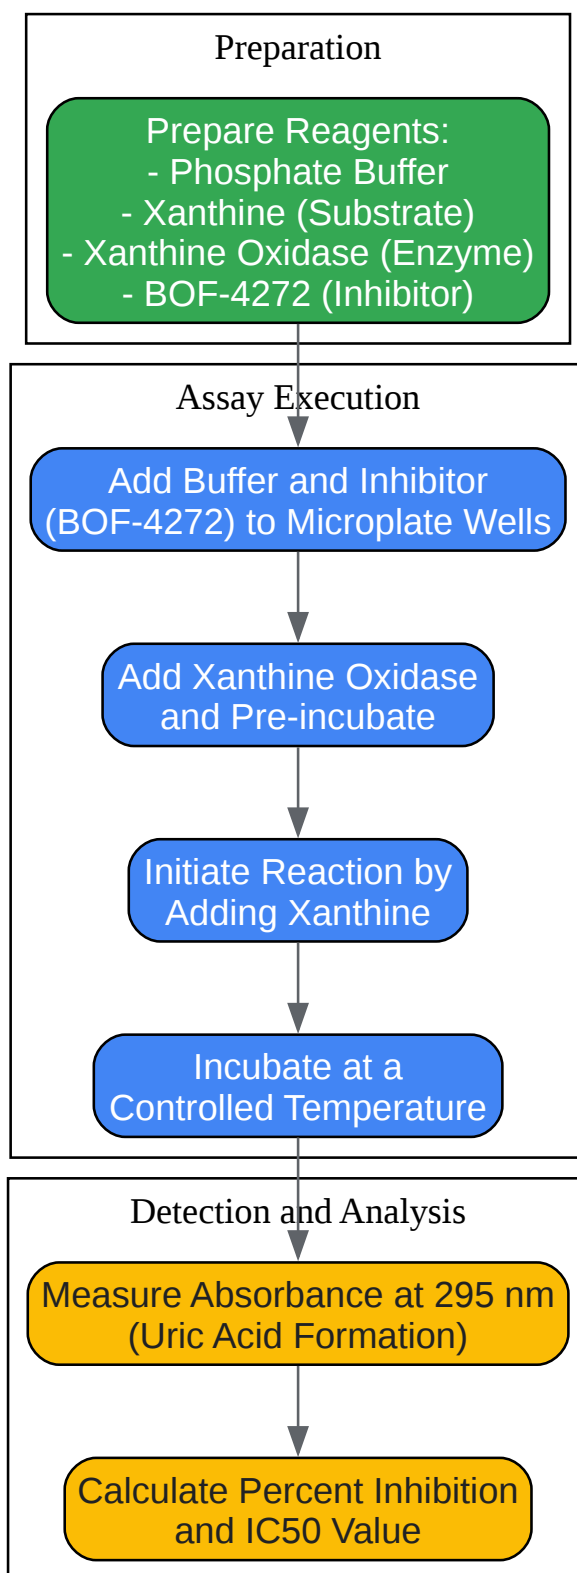 Preparation
Prepare Reagents:
- Phosphate Buffer
- Xanthine (Substrate)
- Xanthine Oxidase (Enzyme)
- BOF-4272 (Inhibitor)
Assay Execution
Add Buffer and Inhibitor
(BOF-4272) to Microplate Wells
Add Xanthine Oxidase
and Pre-incubate
Initiate Reaction by
Adding Xanthine
Incubate at a
Controlled Temperature
Detection and Analysis
Measure Absorbance at 295 nm
(Uric Acid Formation)
Calculate Percent Inhibition
and IC50 Value